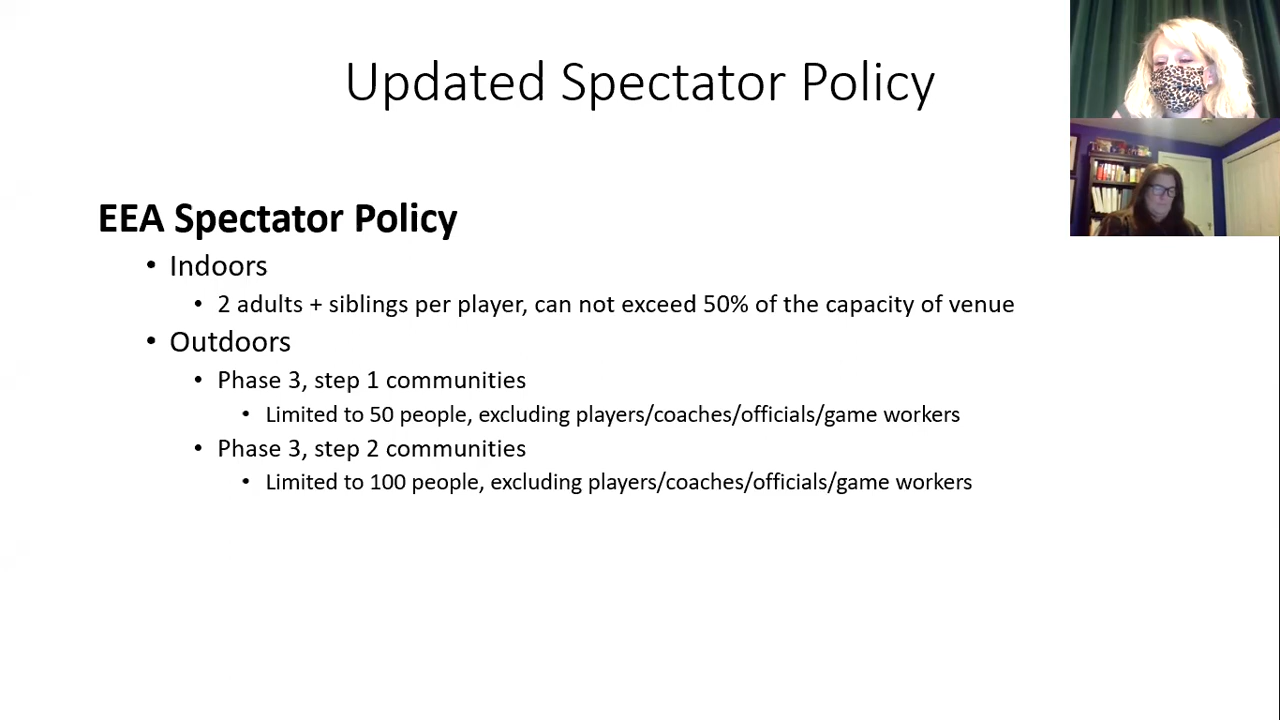 Updated Spectator Policy
EEA Spectator Policy
• Indoors
• 2 adults + siblings per player, can not exceed 50% of the capacity of venue
• Outdoors
• Phase 3, step 1 communities
• Limited to 50 people, excluding players/coaches/officials/game workers
• Phase 3, step 2 communities
• Limited to 100 people, excluding players/coaches/officials/game workers